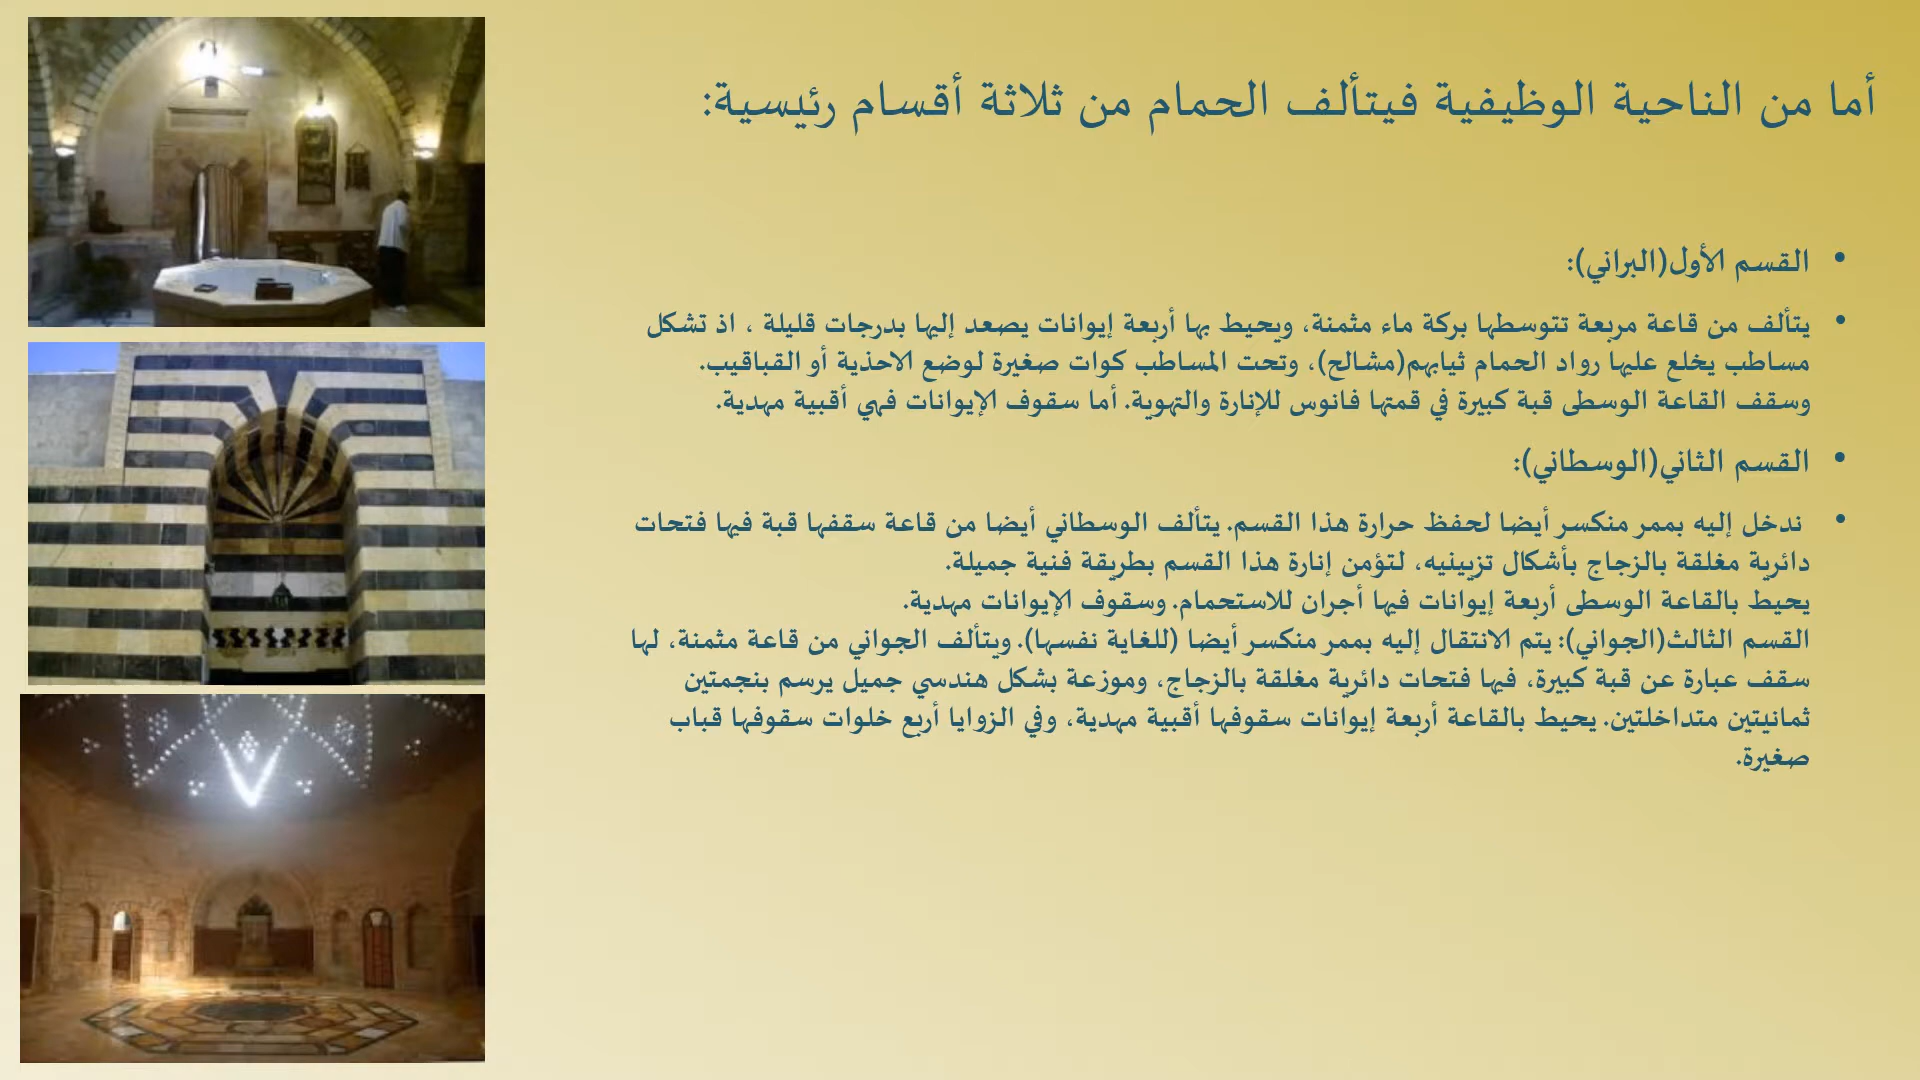 أما من الناحية الوظيفية فيتألف الحمام من ثلاثة أقسام رئيسية:
• القسم الأول(البراني):
• يتألف من قاعة مربعة تتوسطها بركة ماء مثمنة، ويحيط بها أربعة إيوانات يصعد إليها بدرجات قليلة ، اذ تشكل
مساطب يخلع عليها رواد الحمام ثيابهم(مشالح)، وتحت المساطب كوات صغيرة لوضع الاحذية أو القباقيب.
وسقف القاعة الوسطى قبة كبيرة في قمتها فانوس للإنارة والتهوية. أما سقوف الإيوانات فهي أقبية مهدية.
• القسم الثاني(الوسطاني):
• ندخل إليه بممر منكسر أيضا لحفظ حرارة هذا القسم. يتألف الوسطاني أيضا من قاعة سقفها قبة فيها فتحات
دائرية مغلقة بالزجاج بأشكال تزيينيه، لتؤمن إنارة هذا القسم بطريقة فنية جميلة.
يحيط بالقاعة الوسطى أربعة إيوانات فيها أجران للاستحمام. وسقوف الإيوانات مهدية.
القسم الثالث(الجواني): يتم الانتقال إليه بممر منكسر أيضا (للغاية نفسها). ويتألف الجواني من قاعة مثمنة، لها
سقف عبارة عن قبة كبيرة، فيها فتحات دائرية مغلقة بالزجاج، وموزعة بشكل هندسي جميل يرسم بنجمتين
ثمانيتين متداخلتين. يحيط بالقاعة أربعة إيوانات سقوفها أقبية مهدية، وفي الزوايا أربع خلوات سقوفها قباب
صغيرة.